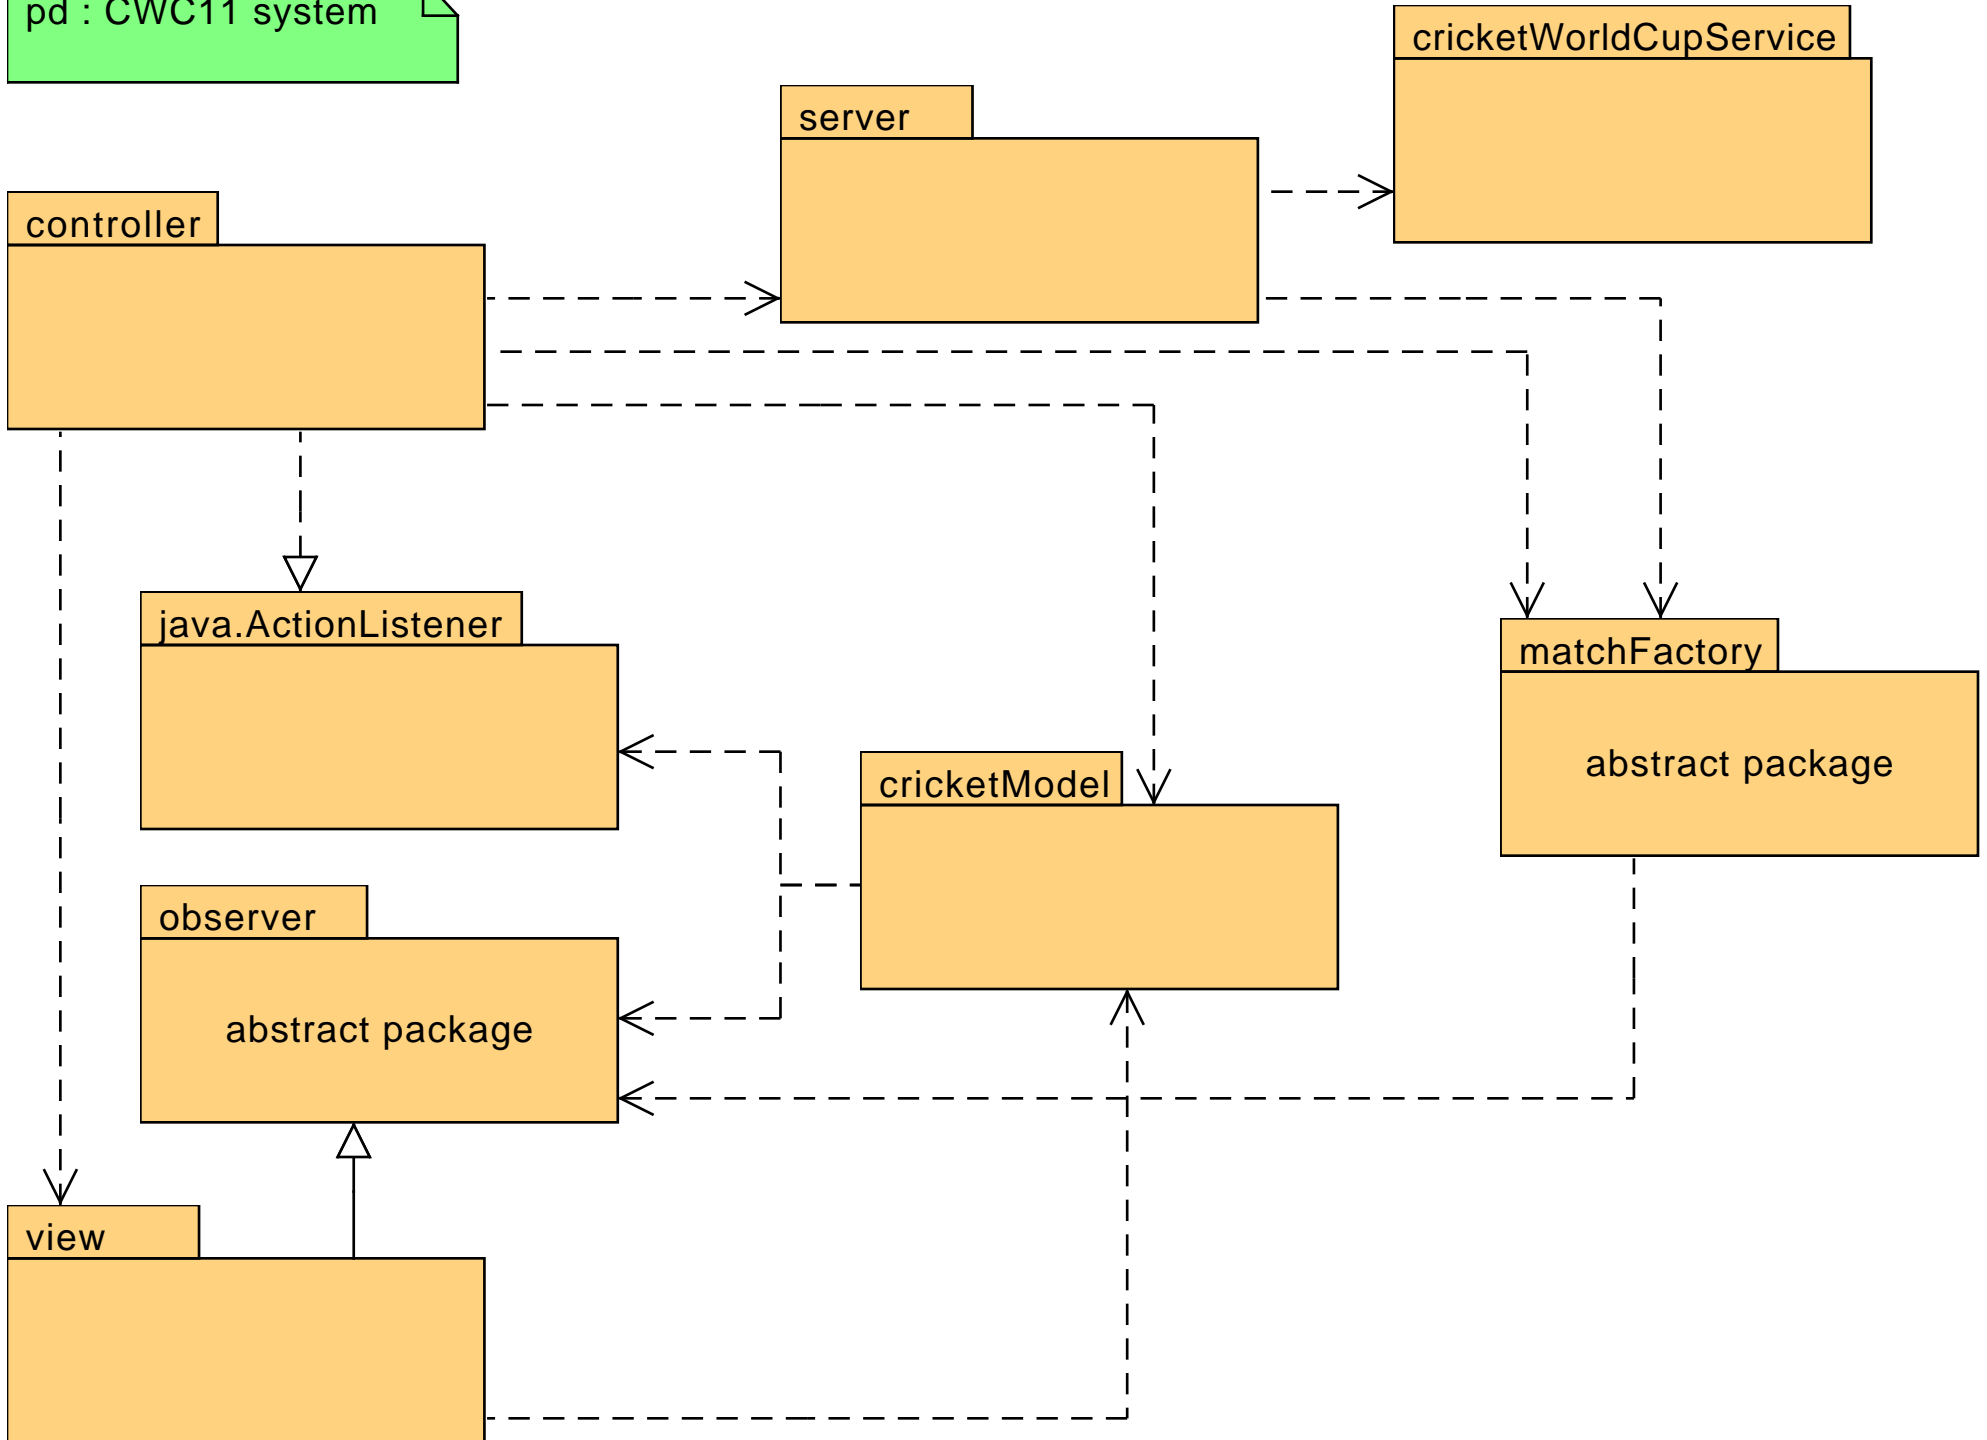 pd : CWC11 system
cricketWorldCupService
server
controller
java.ActionListener
matchFactory
abstract package
cricketModel
observer
abstract package
view